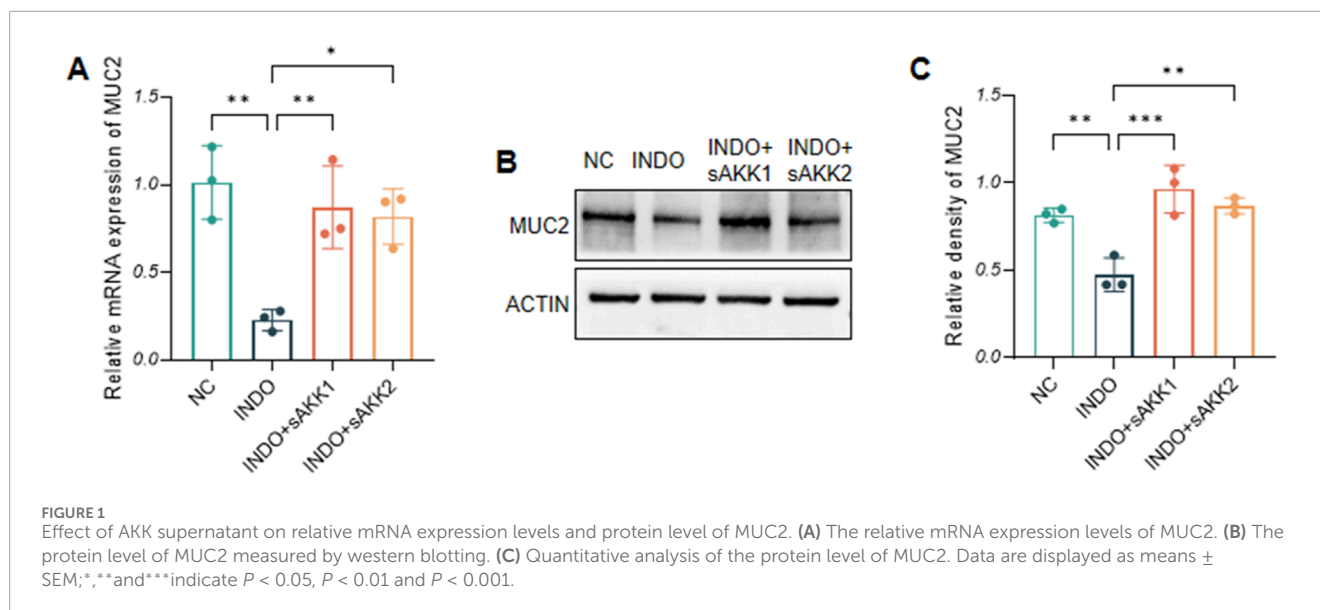 A
Relative mRNA expression of MUC2
1.5
1.0
0.5
0.0
**
**
*
NC
INDO
INDO+sAKK1
INDO+sAKK2
B
NC INDO INDO+ INDO+
sAKK1 sAKK2
MUC2
ACTIN
C
Relative density of MUC2
1.5
1.0
0.5
0.0
**
***
**
NC
INDO
INDO+sAKK1
INDO+sAKK2
FIGURE 1
Effect of AKK supernatant on relative mRNA expression levels and protein level of MUC2. (A) The relative mRNA expression levels of MUC2. (B) The
protein level of MUC2 measured by western blotting. (C) Quantitative analysis of the protein level of MUC2. Data are displayed as means ±
SEM;*,**and***indicate P < 0.05, P < 0.01 and P < 0.001.